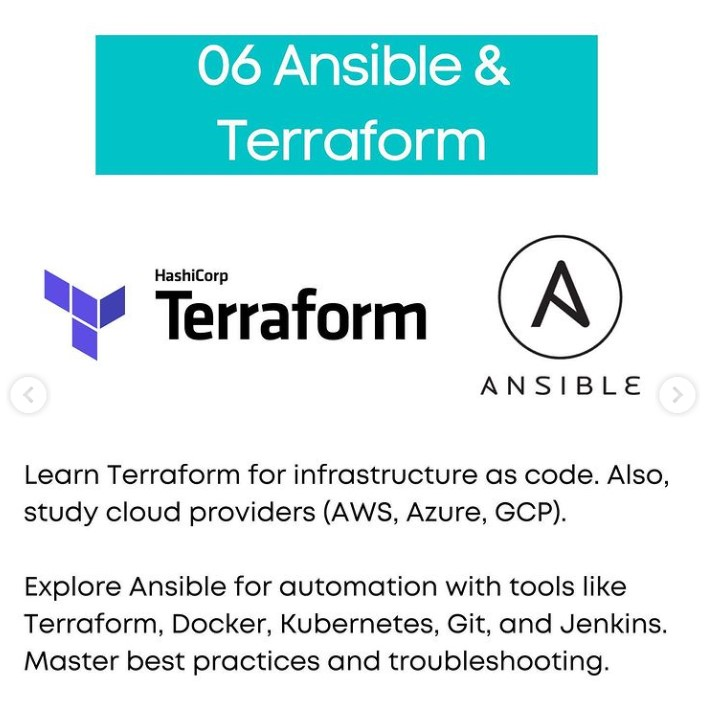 06 Ansible &
Terraform
HashiCorp
Terraform
ANSIBLE
Learn Terraform for infrastructure as code. Also,
study cloud providers (AWS, Azure, GCP).
Explore Ansible for automation with tools like
Terraform, Docker, Kubernetes, Git, and Jenkins.
Master best practices and troubleshooting.